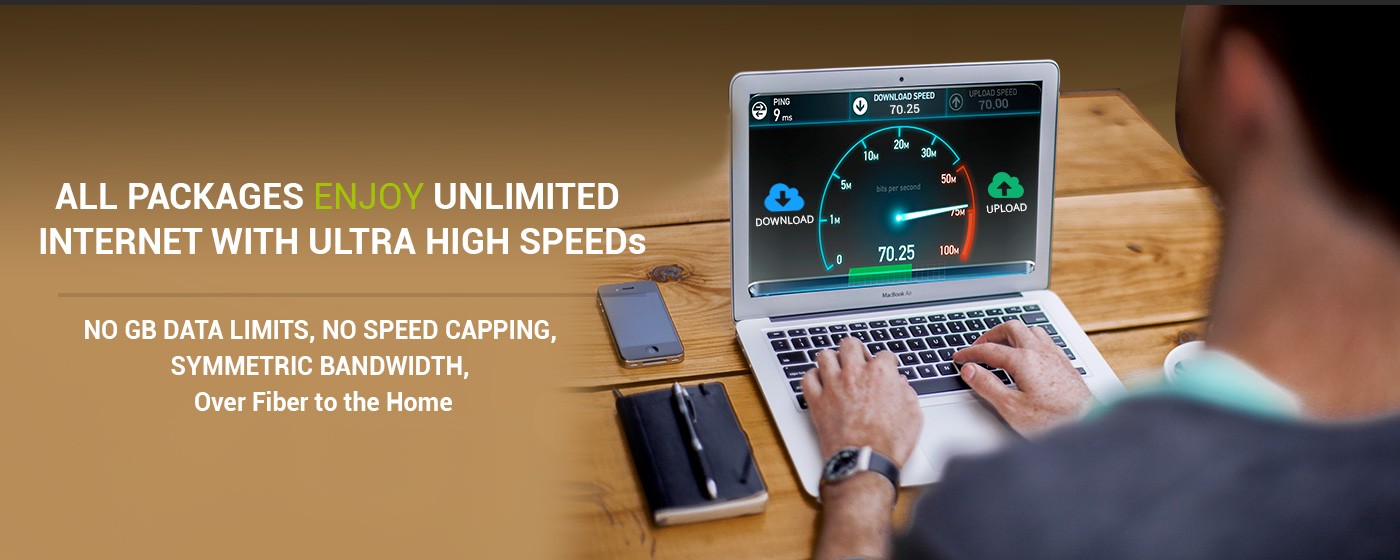 ALL PACKAGES ENJOY UNLIMITED
INTERNET WITH ULTRA HIGH SPEEDs
NO GB DATA LIMITS, NO SPEED CAPPING,
SYMMETRIC BANDWIDTH,
Over Fiber to the Home
PING
9 ms
DOWNLOAD SPEED
70.25
UPLOAD SPEED
70.00
0
1M
5M
10M
20M
30M
50M
75M
100M
bits per second
DOWNLOAD
UPLOAD
70.25
MacBook Air